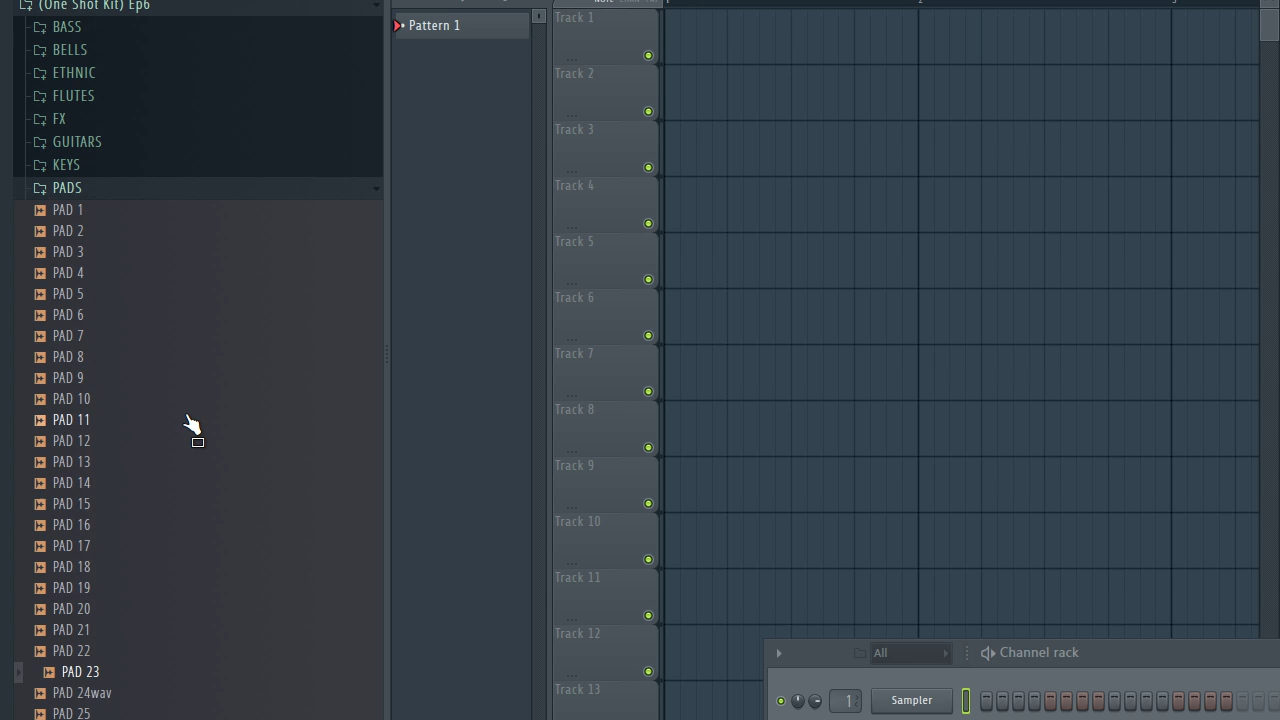 (One Shot Kit) Ep6
BASS
BELLS
ETHNIC
FLUTES
FX
GUITARS
KEYS
PADS
PAD 1
PAD 2
PAD 3
PAD 4
PAD 5
PAD 6
PAD 7
PAD 8
PAD 9
PAD 10
PAD 11
PAD 12
PAD 13
PAD 14
PAD 15
PAD 16
PAD 17
PAD 18
PAD 19
PAD 20
PAD 21
PAD 22
PAD 23
PAD 24wav
PAD 25
Pattern 1
Track 1
Track 2
Track 3
Track 4
Track 5
Track 6
Track 7
Track 8
Track 9
Track 10
Track 11
Track 12
Track 13
All
Channel rack
1
Sampler